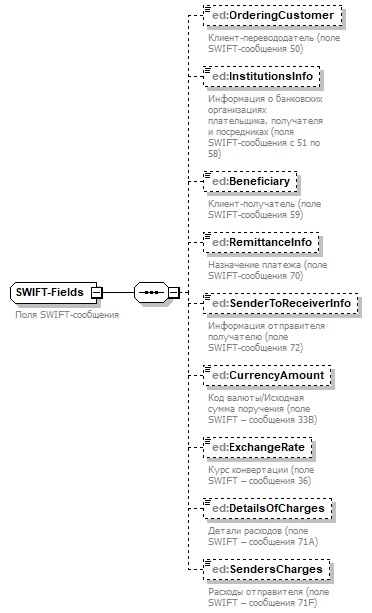 ed:OrderingCustomer
Клиент-перевододатель (поле
SWIFT-сообщения 50)
ed:InstitutionsInfo
Информация о банковских
организациях
плательщика, получателя
и посредниках (поля
SWIFT-сообщения с 51 по
58)
ed:Beneficiary
Клиент-получатель (поле
SWIFT-сообщения 59)
ed:RemittanceInfo
Назначение платежа (поле
SWIFT-сообщения 70)
SWIFT-Fields
Поля SWIFT-сообщения
ed:SenderToReceiverInfo
Информация отправителя
получателю (поле
SWIFT-сообщения 72)
ed:CurrencyAmount
Код валюты/Исходная
сумма поручения (поле
SWIFT – сообщения 33B)
ed:ExchangeRate
Курс конвертации (поле
SWIFT – сообщения 36)
ed:DetailsOfCharges
Детали расходов (поле
SWIFT – сообщения 71A)
ed:SendersCharges
Расходы отправителя (поле
SWIFT – сообщения 71F)